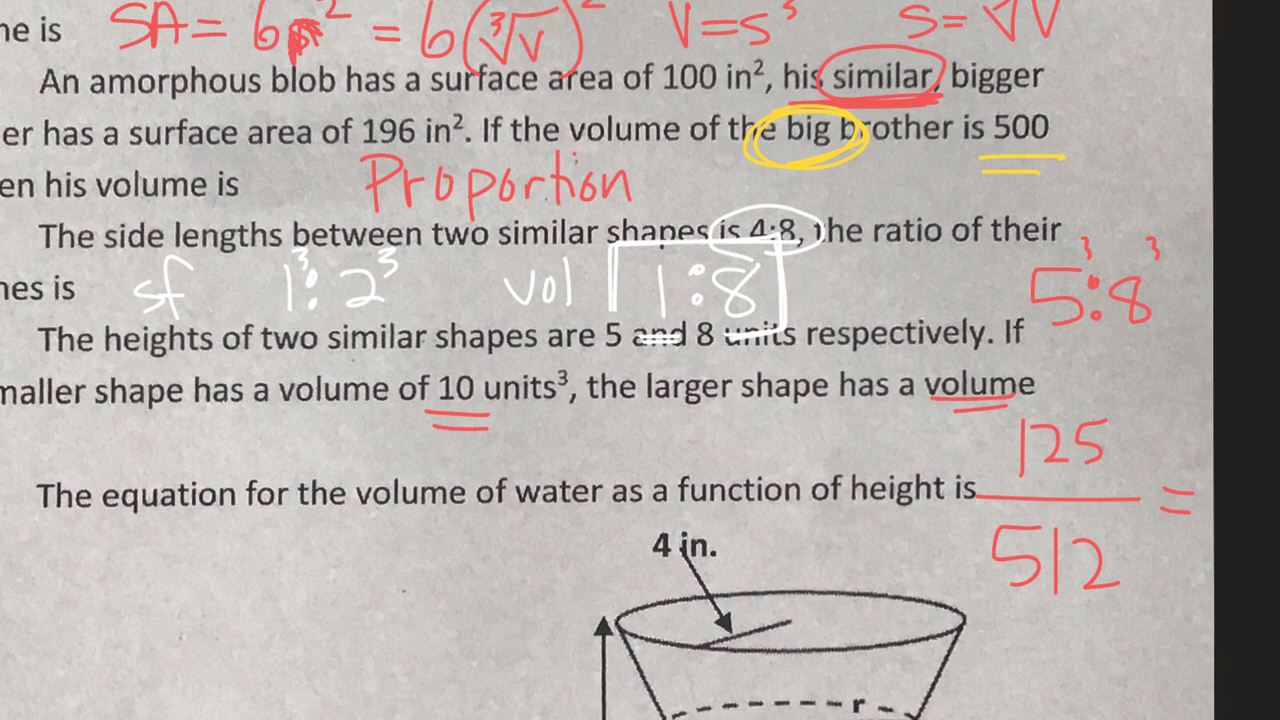 ne is SA = 6s² = 6(∛V)² V = s³ s = ∛V
An amorphous blob has a surface area of 100 in², his similar, bigger
er has a surface area of 196 in². If the volume of the big brother is 500
en his volume is Proportion
The side lengths between two similar shapes is 4:8, the ratio of their
nes is sf 1³:2³ vol 1:8 5³:8³
The heights of two similar shapes are 5 and 8 units respectively. If
maller shape has a volume of 10 units³, the larger shape has a volume
125
The equation for the volume of water as a function of height is =
512
4 in.
r